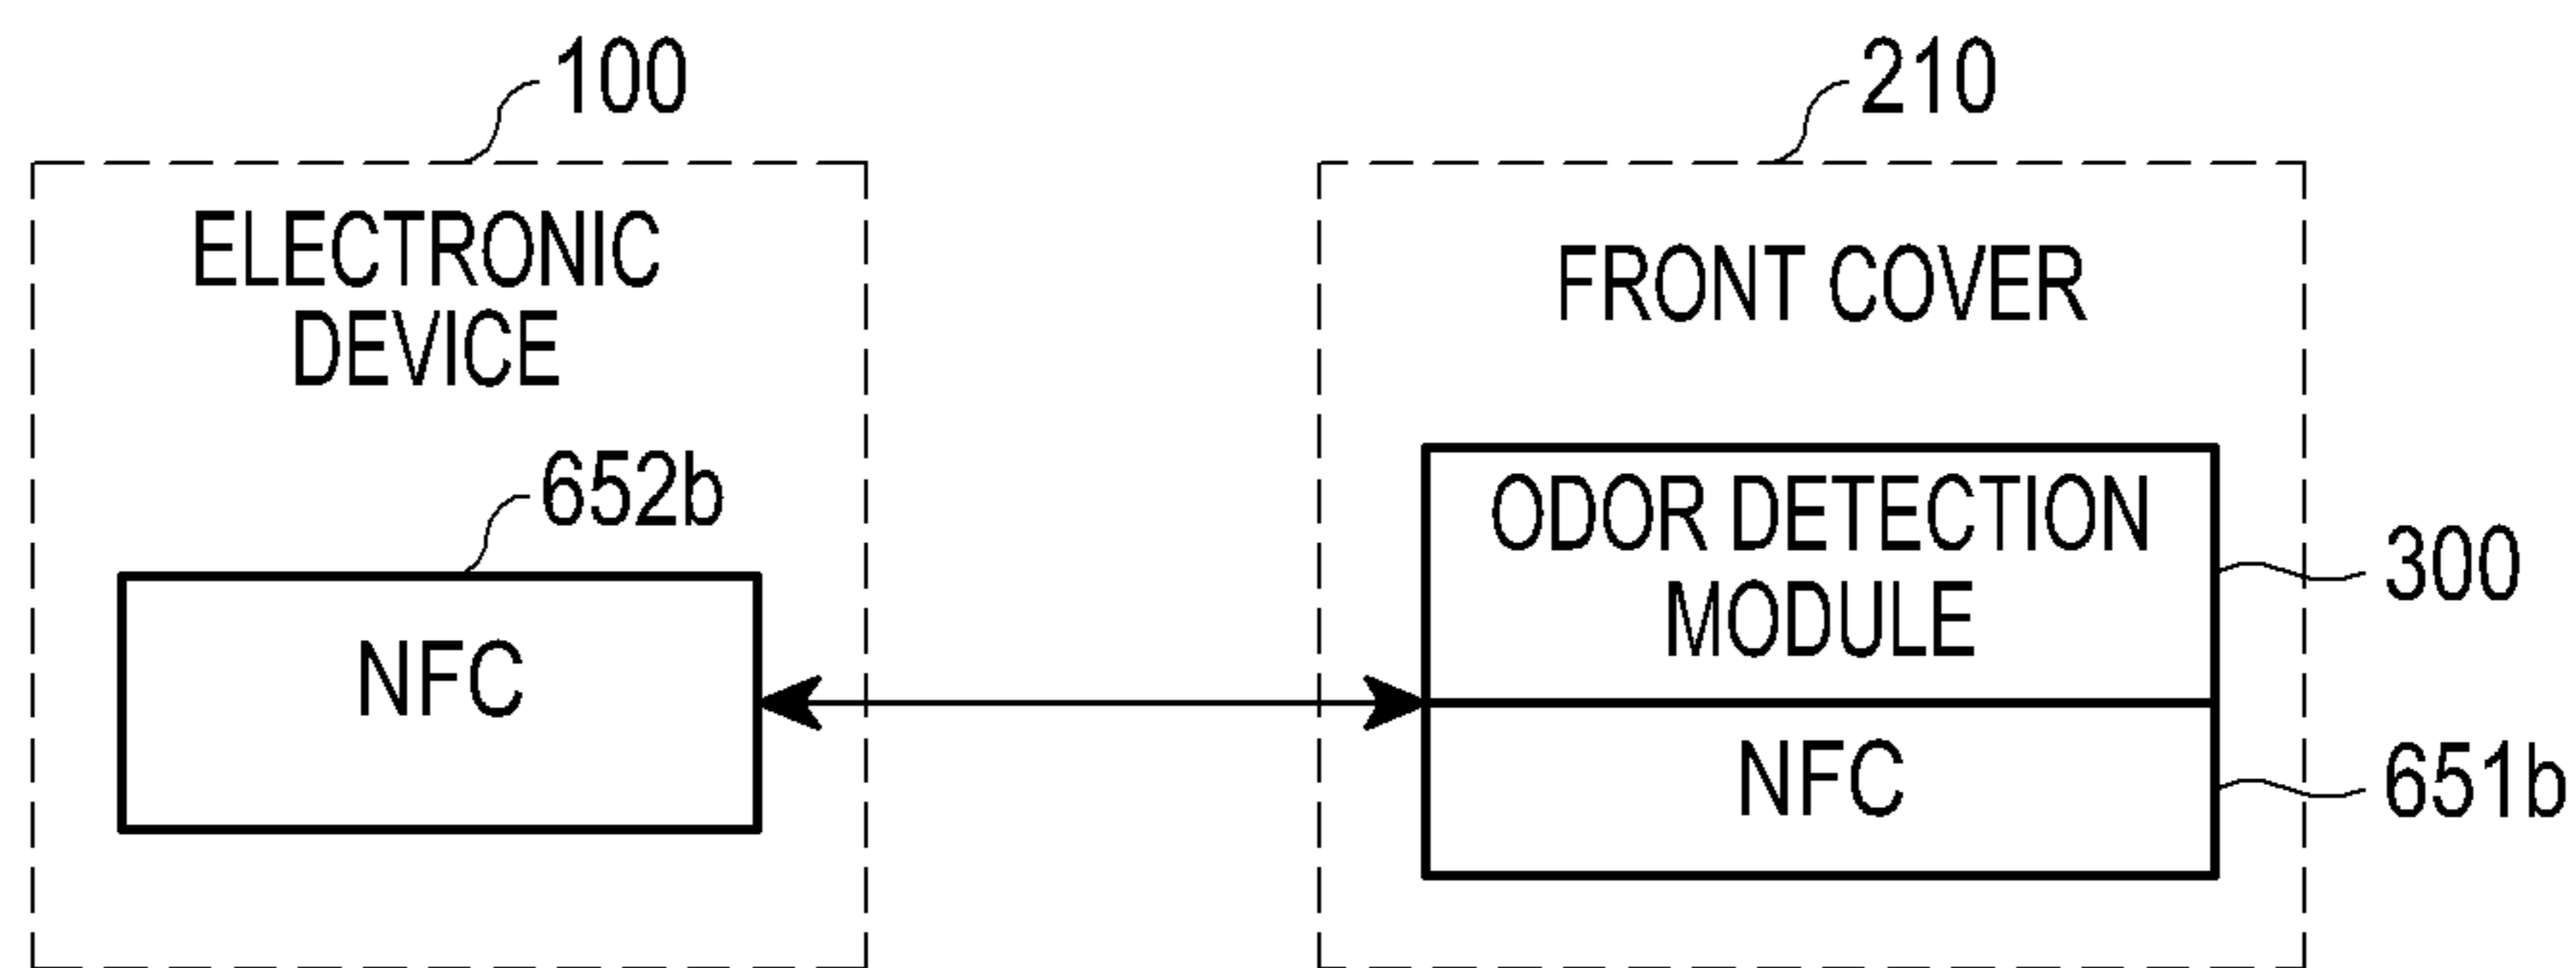 100
210
ELECTRONIC
DEVICE
FRONT COVER
652b
NFC
ODOR DETECTION
MODULE
300
NFC
651b